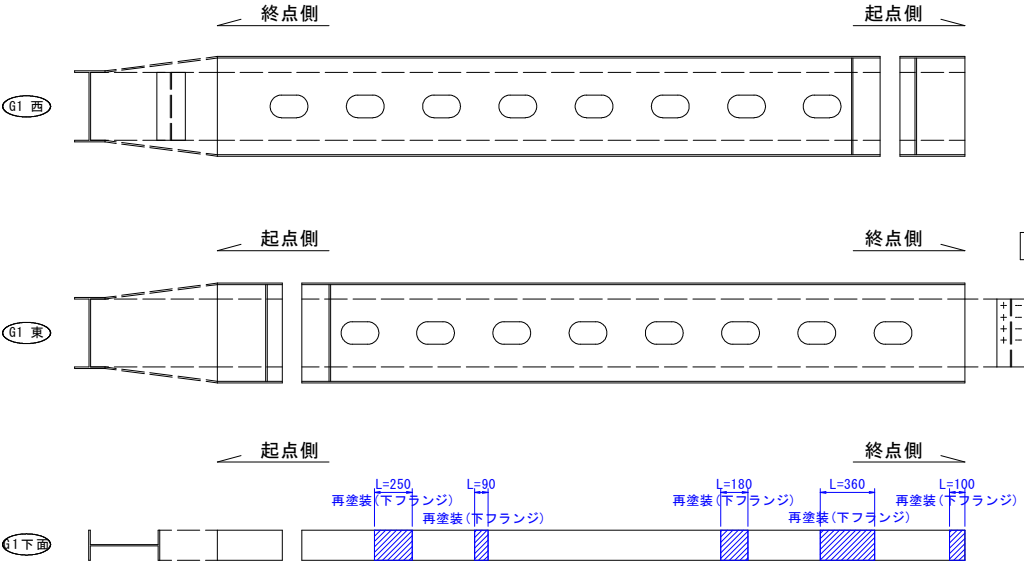 終点側
起点側
G1 西
起点側
終点側
G1 東
起点側
終点側
L=250
L=90
L=180
L=360
L=100
再塗装(下フランジ)
再塗装(下フランジ)
再塗装(下フランジ)
再塗装(下フランジ)
再塗装(下フランジ)
G1下面